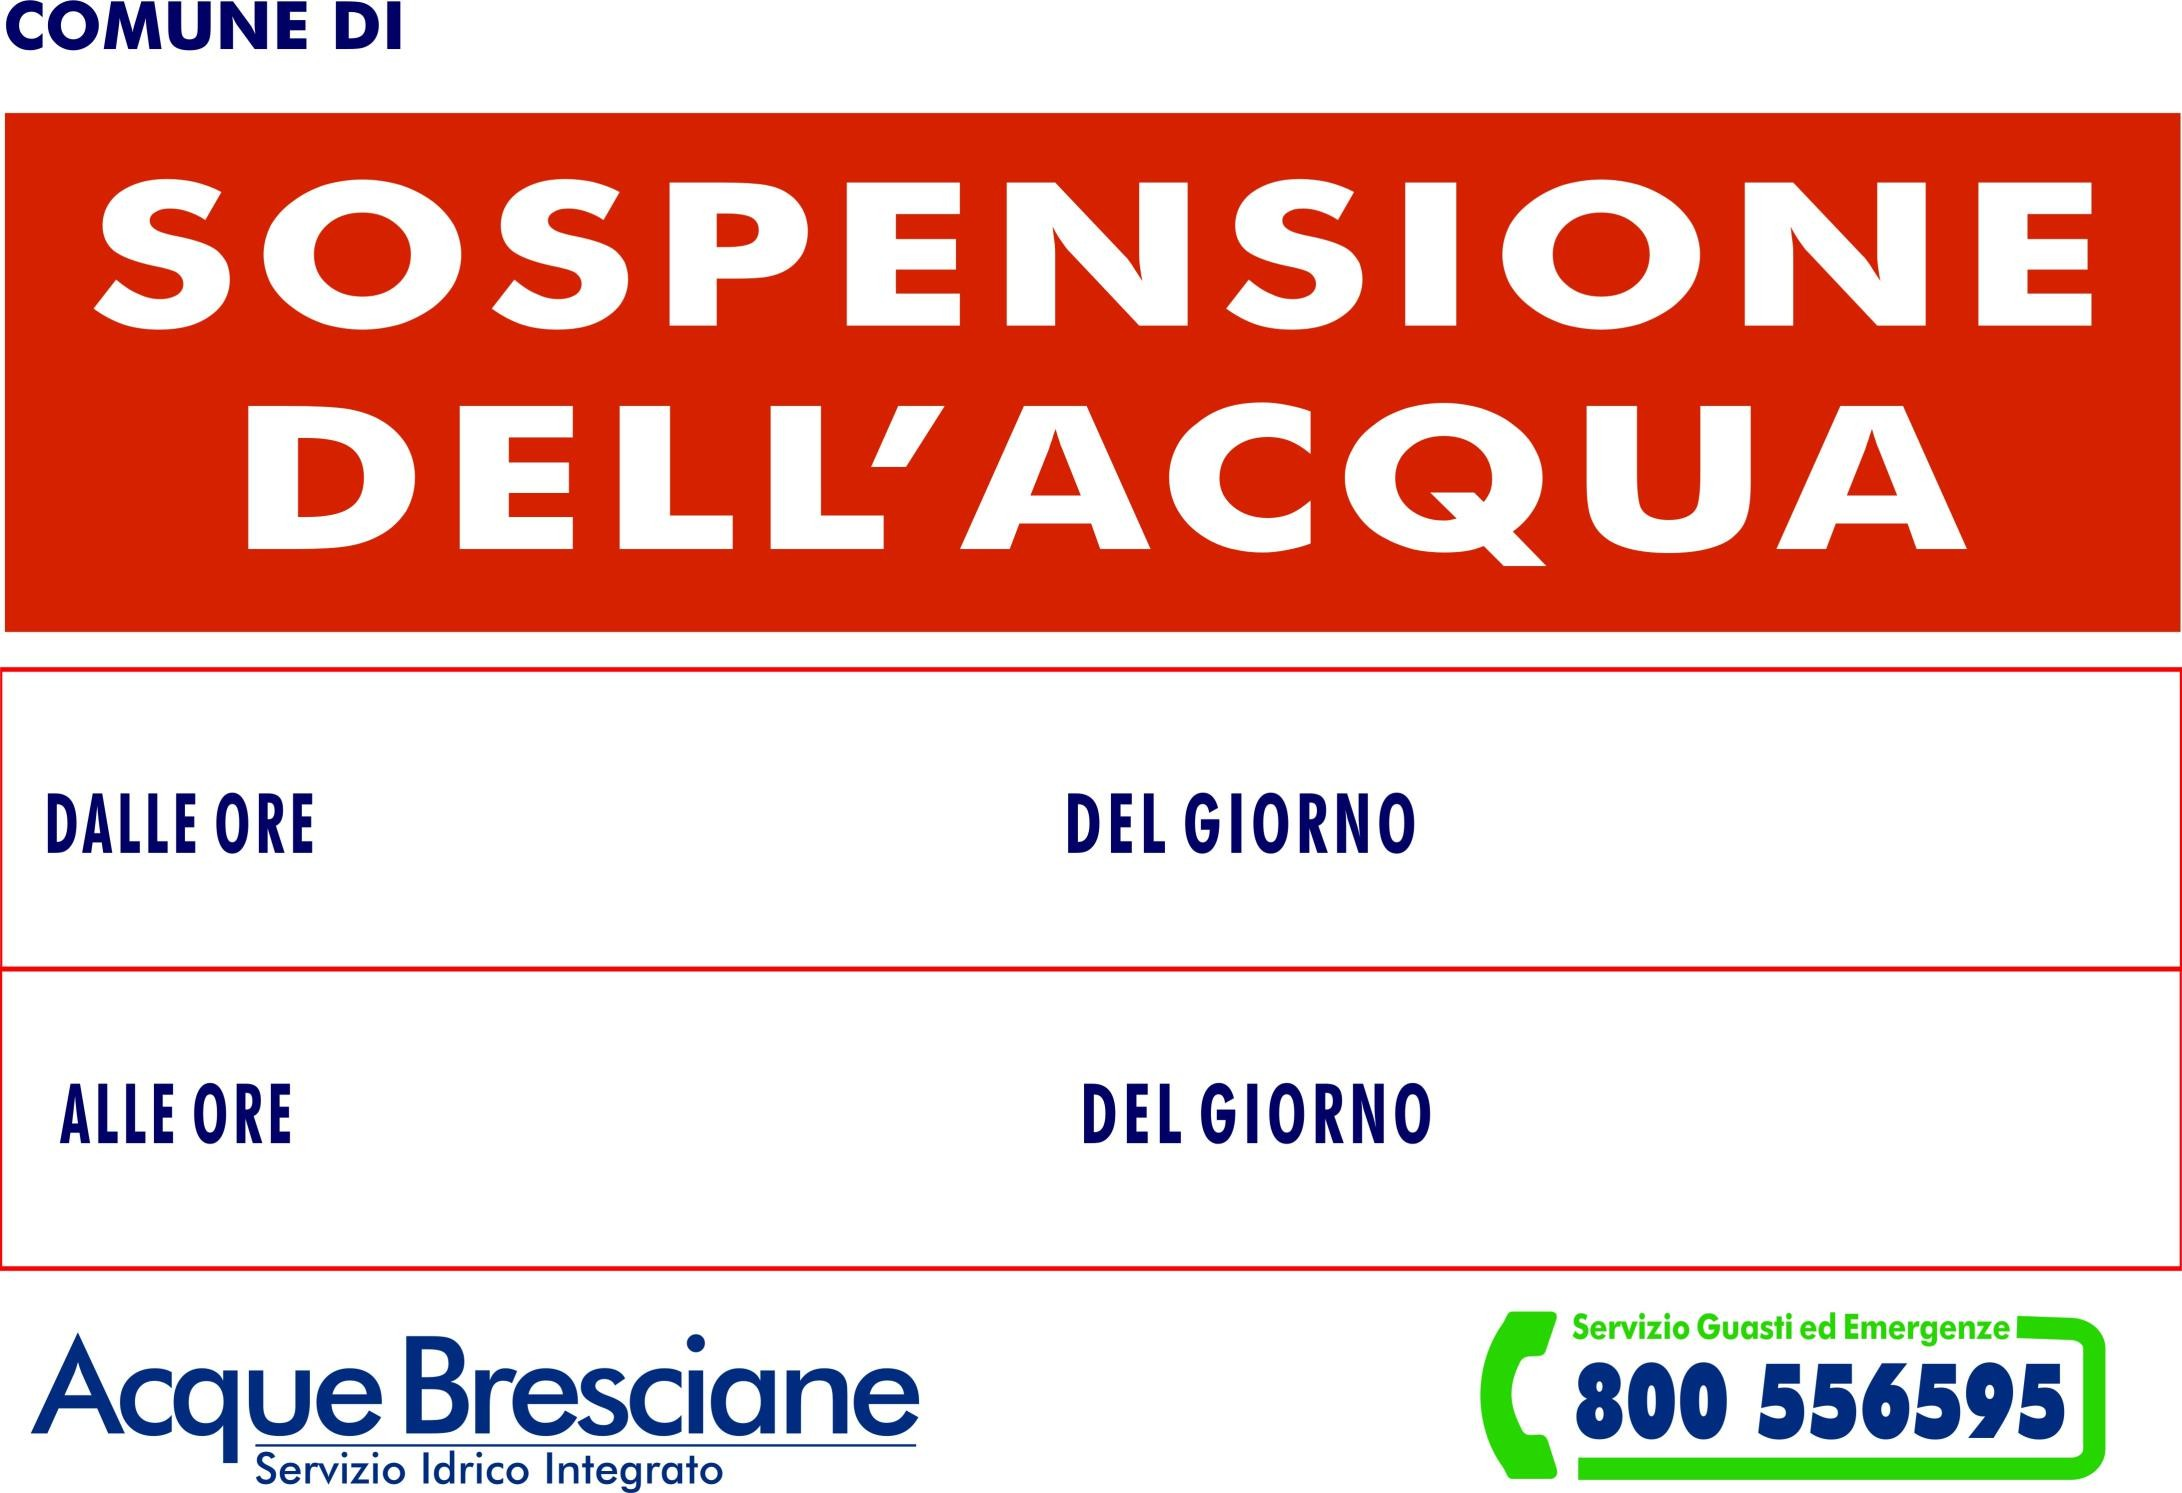 COMUNE DI
SOSPENSIONE
DELL'ACQUA
DALLE ORE DEL GIORNO
ALLE ORE DEL GIORNO
Acque Bresciane
Servizio Idrico Integrato
Servizio Guasti ed Emergenze
800 556595